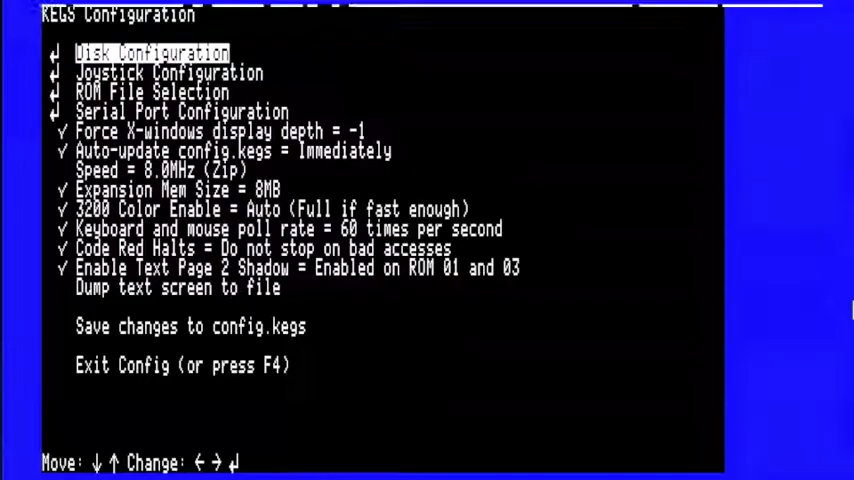 KEGS Configuration
↲ Disk Configuration
↲ Joystick Configuration
↲ ROM File Selection
↲ Serial Port Configuration
✓ Force X-windows display depth = -1
✓ Auto-update config.kegs = Immediately
Speed = 8.0MHz (Zip)
✓ Expansion Mem Size = 8MB
✓ 3200 Color Enable = Auto (Full if fast enough)
✓ Keyboard and mouse poll rate = 60 times per second
✓ Code Red Halts = Do not stop on bad accesses
✓ Enable Text Page 2 Shadow = Enabled on ROM 01 and 03
Dump text screen to file
Save changes to config.kegs
Exit Config (or press F4)
Move: ↓ ↑ Change: ← → ↲